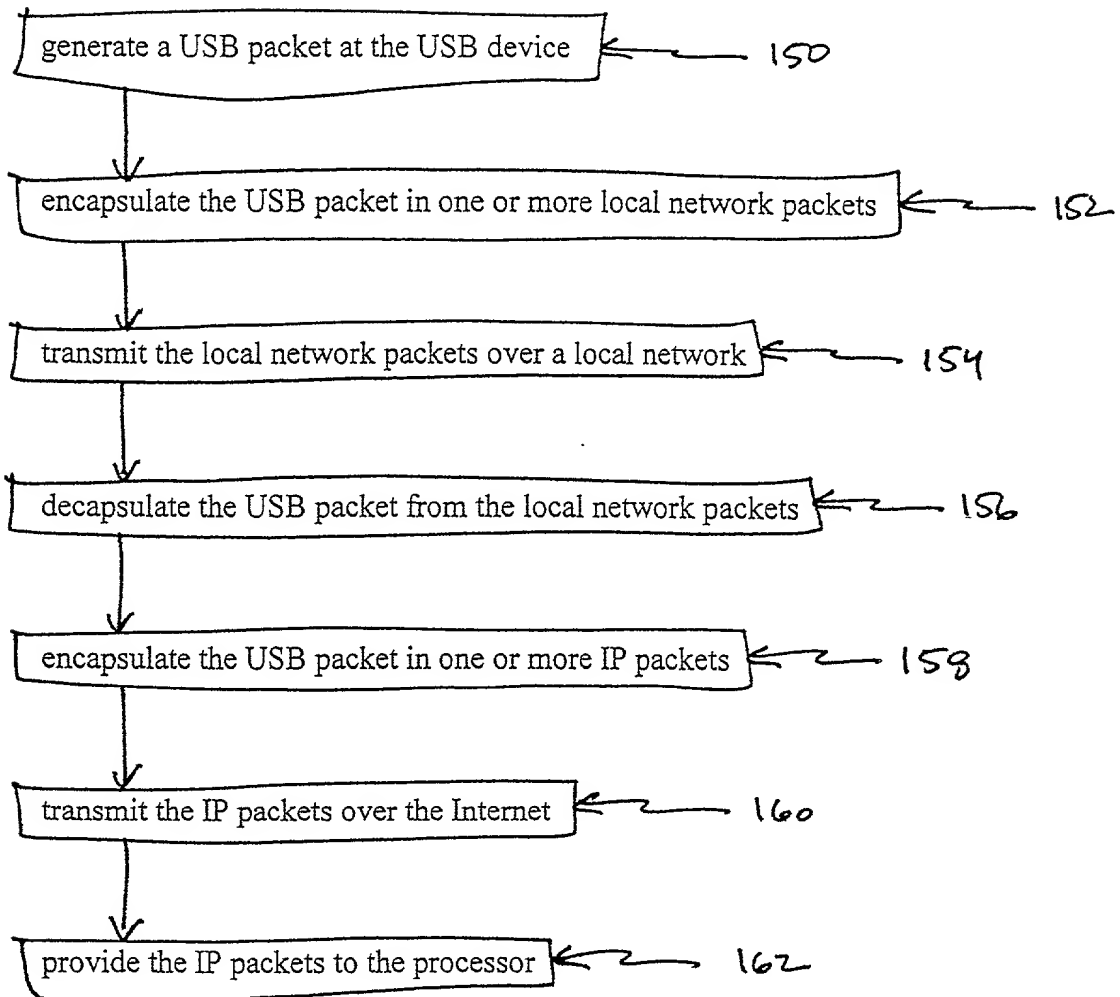 generate a USB packet at the USB device 150
encapsulate the USB packet in one or more local network packets 152
transmit the local network packets over a local network 154
decapsulate the USB packet from the local network packets 156
encapsulate the USB packet in one or more IP packets 158
transmit the IP packets over the Internet 160
provide the IP packets to the processor 162